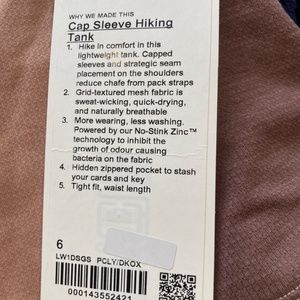 WHY WE MADE THIS
Cap Sleeve Hiking
Tank
1. Hike in comfort in this
lightweight tank. Capped
sleeves and strategic seam
placement on the shoulders
reduce chafe from pack straps
2. Grid-textured mesh fabric is
sweat-wicking, quick-drying,
and naturally breathable
3. More wearing, less washing.
Powered by our No-Stink Zinc™
technology to inhibit the
growth of odour causing
bacteria on the fabric
4. Hidden zippered pocket to stash
your cards and key
5. Tight fit, waist length
6
LW1DSGS PCLY/DKOX
000143552421